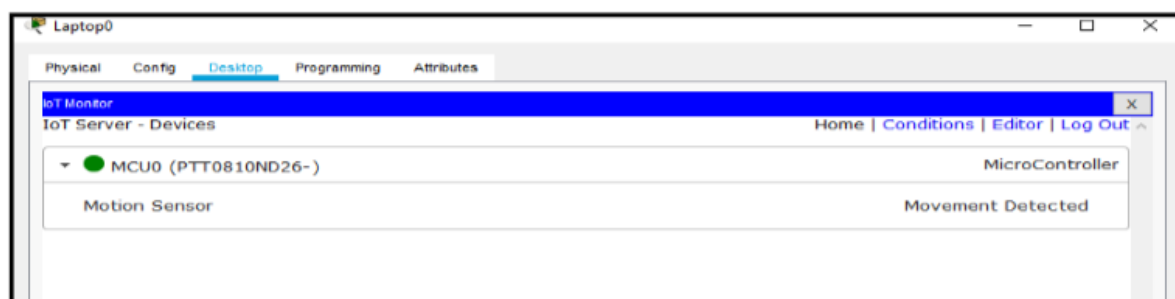 Laptop0
Physical Config Desktop Programming Attributes
IoT Monitor X
IoT Server - Devices Home | Conditions | Editor | Log Out
MCU0 (PTT0810ND26-) MicroController
Motion Sensor Movement Detected